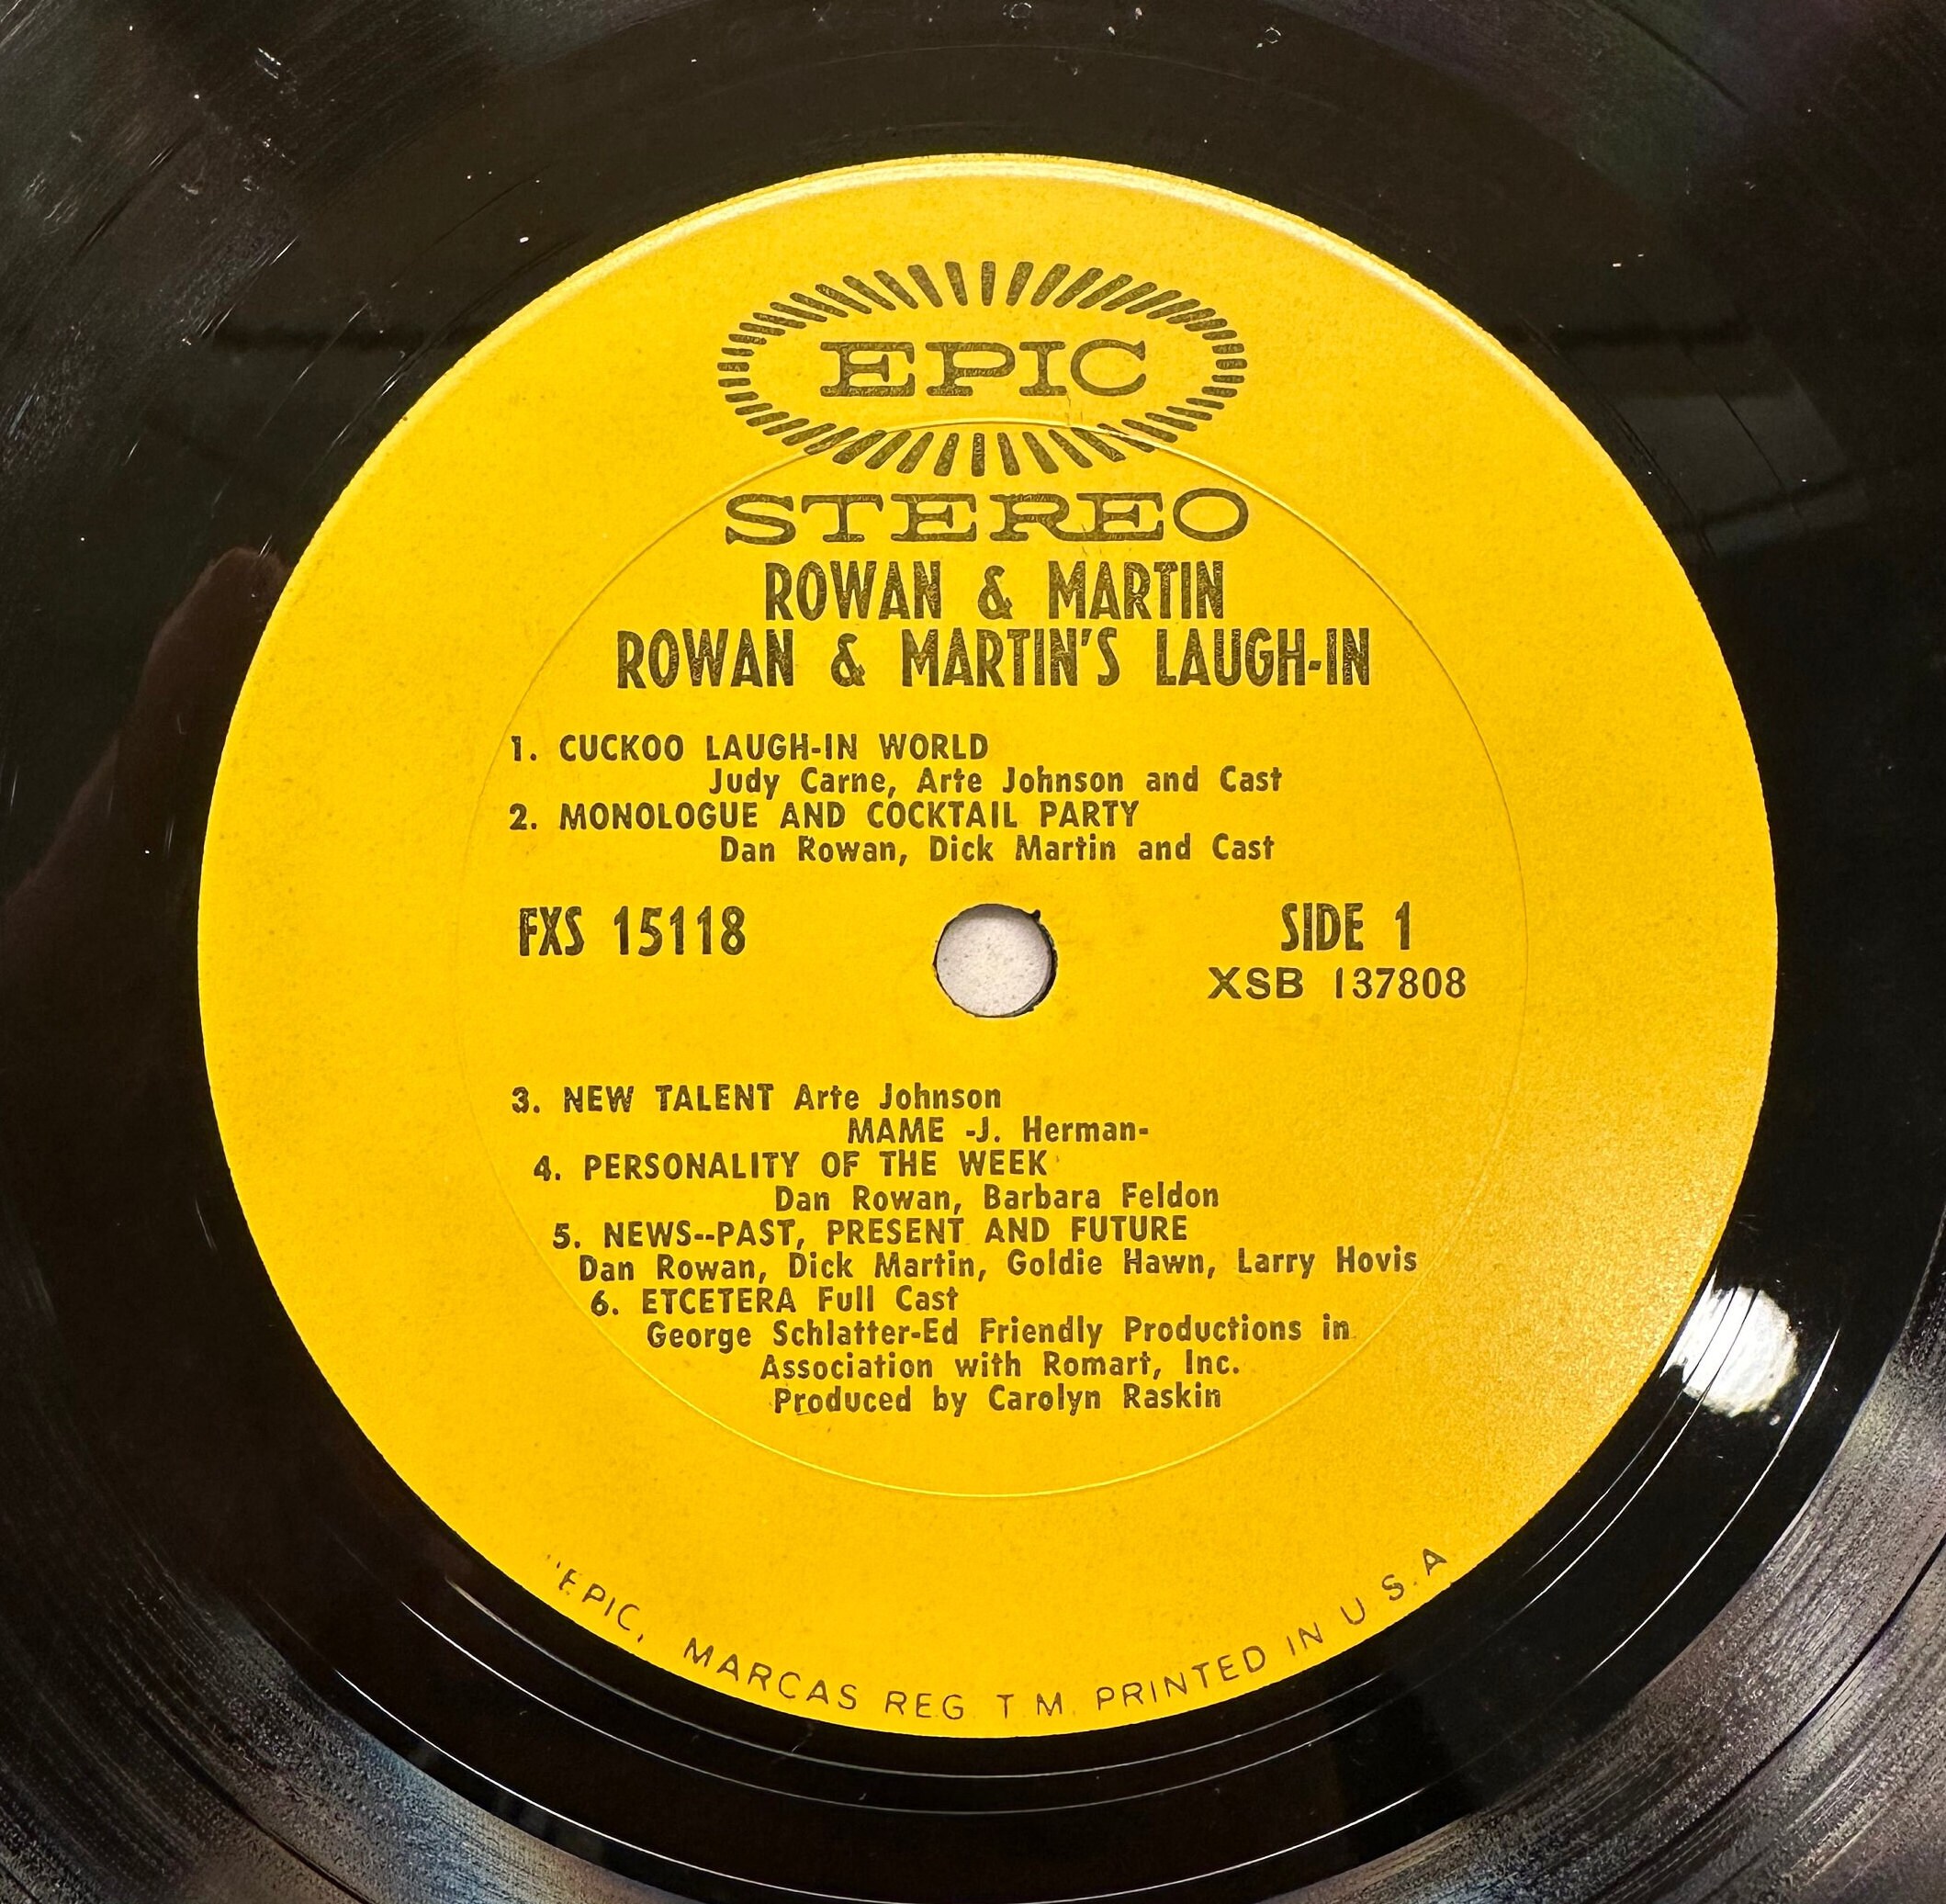 EPIC
STEREO
ROWAN & MARTIN
ROWAN & MARTIN'S LAUGH-IN
1. CUCKOO LAUGH-IN WORLD
Judy Carne, Arte Johnson and Cast
2. MONOLOGUE AND COCKTAIL PARTY
Dan Rowan, Dick Martin and Cast
FXS 15118
SIDE 1
XSB 137808
3. NEW TALENT Arte Johnson
MAME -J. Herman-
4. PERSONALITY OF THE WEEK
Dan Rowan, Barbara Feldon
5. NEWS--PAST, PRESENT AND FUTURE
Dan Rowan, Dick Martin, Goldie Hawn, Larry Hovis
6. ETCETERA Full Cast
George Schlatter-Ed Friendly Productions in
Association with Romart, Inc.
Produced by Carolyn Raskin
"EPIC, MARCAS REG. T.M. PRINTED IN U.S.A